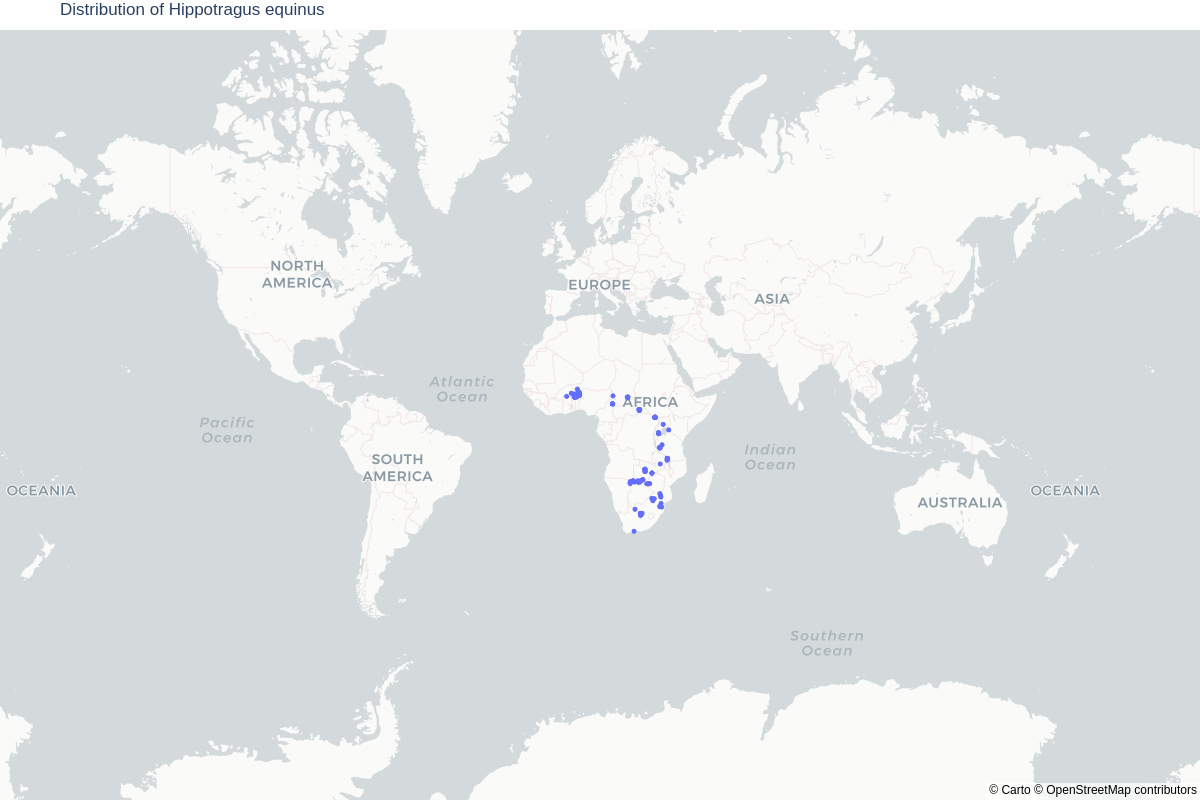 Distribution of Hippotragus equinus
NORTH
AMERICA
EUROPE
ASIA
Atlantic
Ocean
AFRICA
Pacific
Ocean
Indian
Ocean
SOUTH
AMERICA
OCEANIA
AUSTRALIA
OCEANIA
Southern
Ocean
© Carto © OpenStreetMap contributors